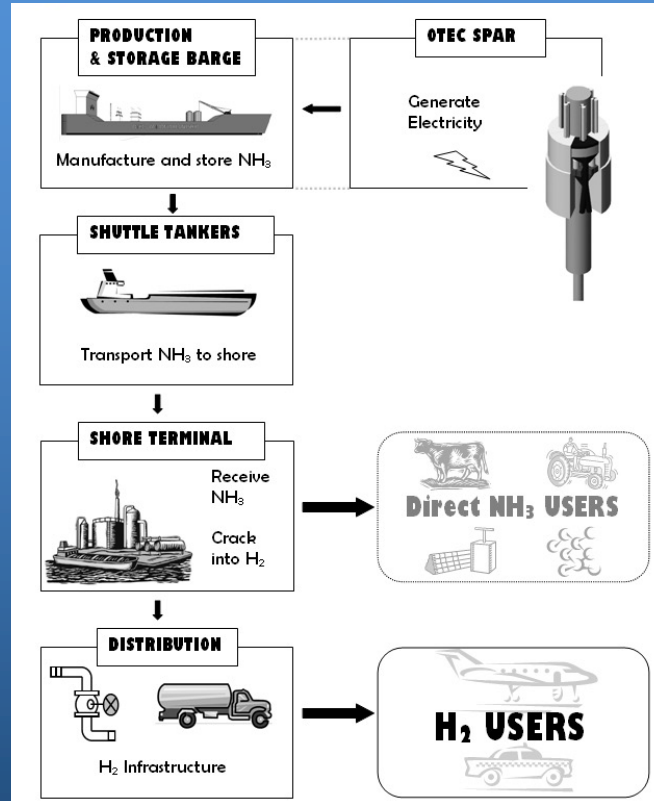 PRODUCTION
& STORAGE BARGE
Manufacture and store NH₃
OTEC SPAR
Generate
Electricity
SHUTTLE TANKERS
Transport NH₃ to shore
SHORE TERMINAL
Receive
NH₃
Crack
into H₂
Direct NH₃ USERS
DISTRIBUTION
H₂ Infrastructure
H₂ USERS